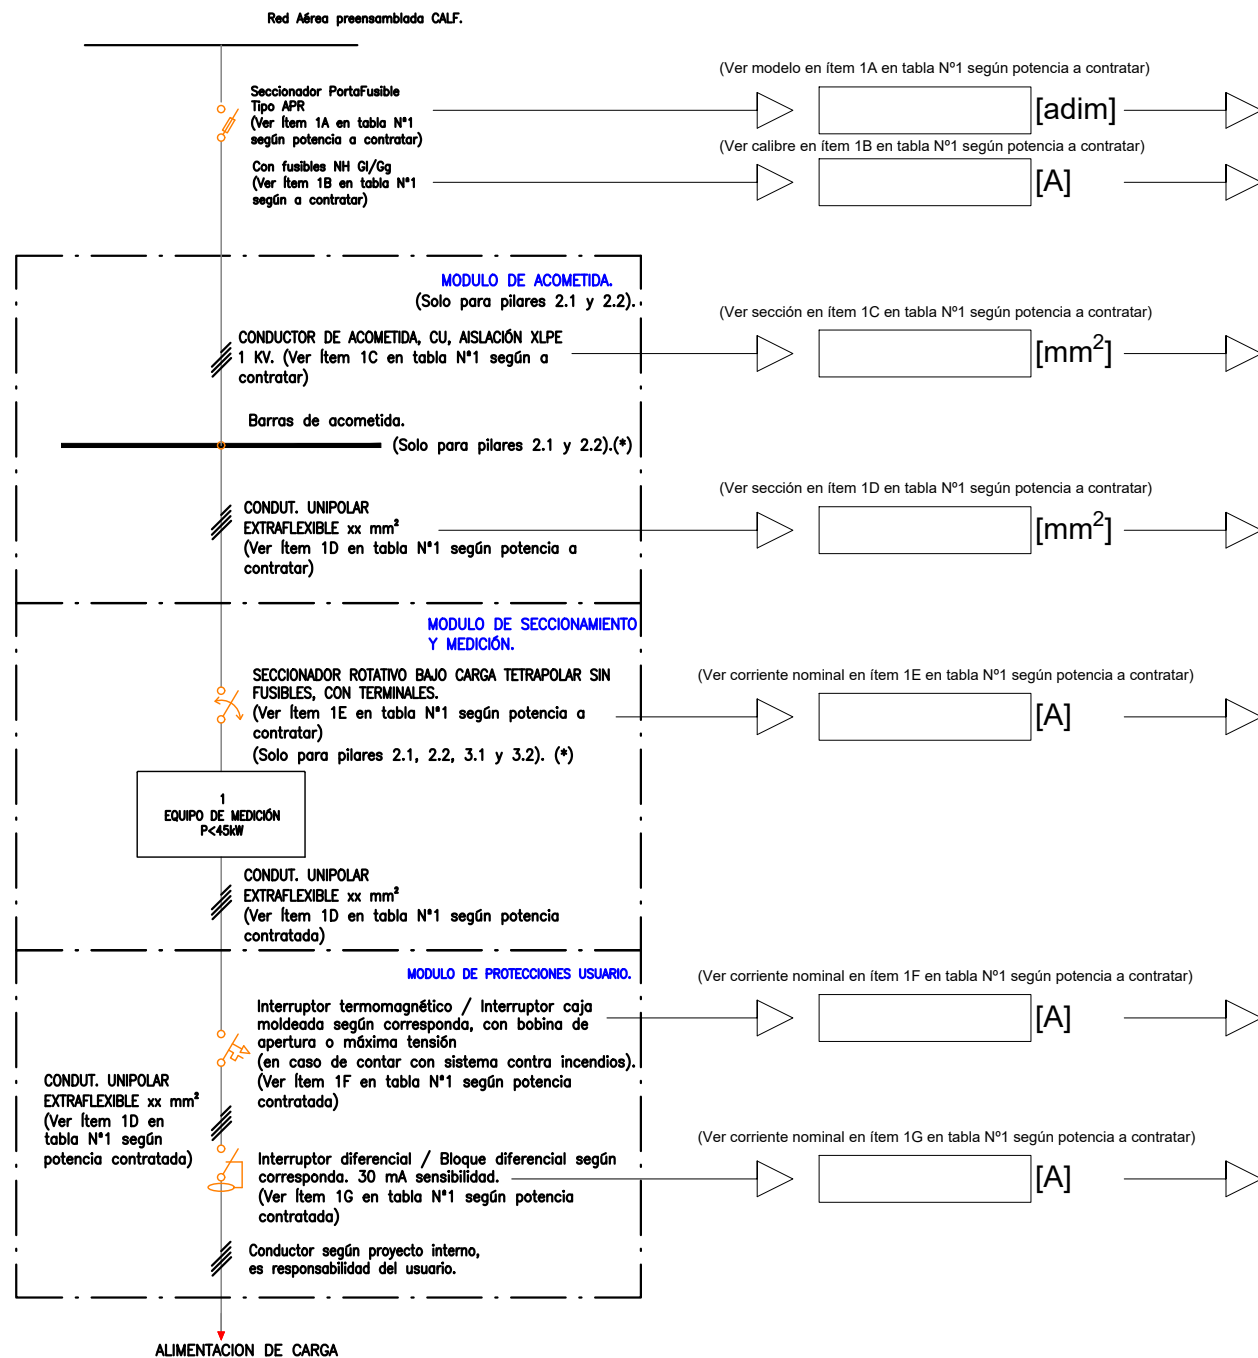 Red Aérea preensamblada CALF.
Seccionador PortaFusible
Tipo APR
(Ver Ítem 1A en tabla N°1
según potencia a contratar)
(Ver modelo en ítem 1A en tabla Nº1 según potencia a contratar)
[adim]
Con fusibles NH Gl/Gg
(Ver Ítem 1B en tabla N°1
según a contratar)
(Ver calibre en ítem 1B en tabla Nº1 según potencia a contratar)
[A]
MODULO DE ACOMETIDA.
(Solo para pilares 2.1 y 2.2).
CONDUCTOR DE ACOMETIDA, CU, AISLACIÓN XLPE
1 KV. (Ver Ítem 1C en tabla N°1 según a
contratar)
(Ver sección en ítem 1C en tabla Nº1 según potencia a contratar)
[mm²]
Barras de acometida.
(Solo para pilares 2.1 y 2.2).(*)
CONDUT. UNIPOLAR
EXTRAFLEXIBLE xx mm²
(Ver Ítem 1D en tabla N°1 según potencia a
contratar)
(Ver sección en ítem 1D en tabla Nº1 según potencia a contratar)
[mm²]
MODULO DE SECCIONAMIENTO
Y MEDICIÓN.
SECCIONADOR ROTATIVO BAJO CARGA TETRAPOLAR SIN
FUSIBLES, CON TERMINALES.
(Ver Ítem 1E en tabla N°1 según potencia a
contratar)
(Solo para pilares 2.1, 2.2, 3.1 y 3.2). (*)
(Ver corriente nominal en ítem 1E en tabla Nº1 según potencia a contratar)
[A]
1
EQUIPO DE MEDICIÓN
P<45kW
CONDUT. UNIPOLAR
EXTRAFLEXIBLE xx mm²
(Ver Ítem 1D en tabla N°1 según potencia
contratada)
MODULO DE PROTECCIONES USUARIO.
Interruptor termomagnético / Interruptor caja
moldeada según corresponda, con bobina de
apertura o máxima tensión
(en caso de contar con sistema contra incendios).
(Ver Ítem 1F en tabla N°1 según potencia
contratada)
(Ver corriente nominal en ítem 1F en tabla Nº1 según potencia a contratar)
[A]
CONDUT. UNIPOLAR
EXTRAFLEXIBLE xx mm²
(Ver Ítem 1D en
tabla N°1 según
potencia contratada)
Interruptor diferencial / Bloque diferencial según
corresponda. 30 mA sensibilidad.
(Ver Ítem 1G en tabla N°1 según potencia
contratada)
(Ver corriente nominal en ítem 1G en tabla Nº1 según potencia a contratar)
[A]
Conductor según proyecto interno,
es responsabilidad del usuario.
ALIMENTACION DE CARGA